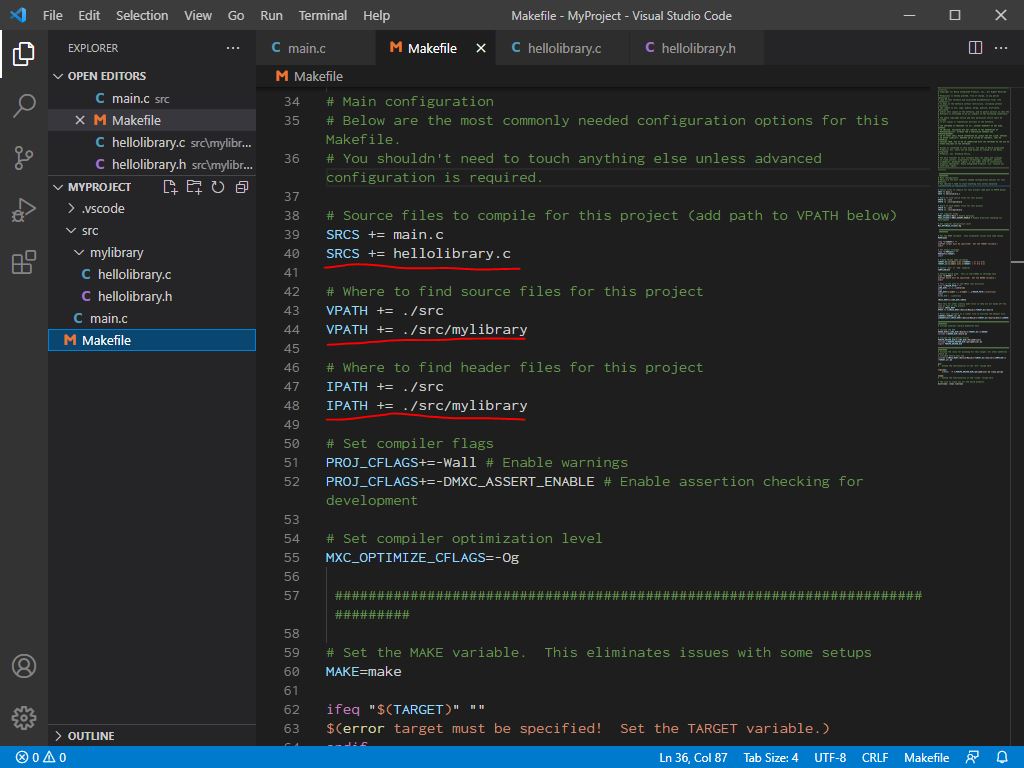 File Edit Selection View Go Run Terminal Help Makefile - MyProject - Visual Studio Code
EXPLORER
OPEN EDITORS
C main.c src
M Makefile
C hellolibrary.c src\mylibr...
C hellolibrary.h src\mylibr...
MYPROJECT
.vscode
src
mylibrary
C hellolibrary.c
C hellolibrary.h
C main.c
M Makefile
OUTLINE
C main.c M Makefile C hellolibrary.c C hellolibrary.h
M Makefile
34 # Main configuration
35 # Below are the most commonly needed configuration options for this
Makefile.
36 # You shouldn't need to touch anything else unless advanced
configuration is required.
37
38 # Source files to compile for this project (add path to VPATH below)
39 SRCS += main.c
40 SRCS += hellolibrary.c
41
42 # Where to find source files for this project
43 VPATH += ./src
44 VPATH += ./src/mylibrary
45
46 # Where to find header files for this project
47 IPATH += ./src
48 IPATH += ./src/mylibrary
49
50 # Set compiler flags
51 PROJ_CFLAGS+=-Wall # Enable warnings
52 PROJ_CFLAGS+=-DMXC_ASSERT_ENABLE # Enable assertion checking for
development
53
54 # Set compiler optimization level
55 MXC_OPTIMIZE_CFLAGS=-Og
56
57 ######################################################################
#########
58
59 # Set the MAKE variable.  This eliminates issues with some setups
60 MAKE=make
61
62 ifeq "$(TARGET)" ""
63 $(error target must be specified!  Set the TARGET variable.)
64 endif
0 0 Ln 36, Col 87 Tab Size: 4 UTF-8 CRLF Makefile